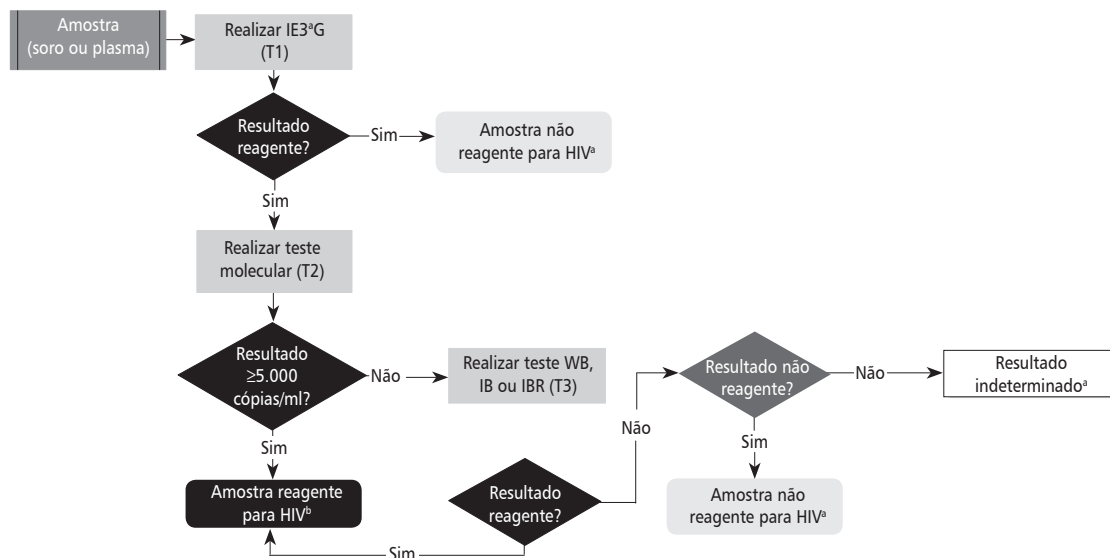 Amostra
(soro ou plasma)
Realizar IE3ªG
(T1)
Resultado
reagente?
Sim
Amostra não
reagente para HIVª
Sim
Realizar teste
molecular (T2)
Resultado
≥5.000
cópias/ml?
Não
Realizar teste WB,
IB ou IBR (T3)
Resultado não
reagente?
Não
Resultado
indeterminadoª
Não
Sim
Sim
Amostra reagente
para HIVᵇ
Resultado
reagente?
Amostra não
reagente para HIVª
Sim